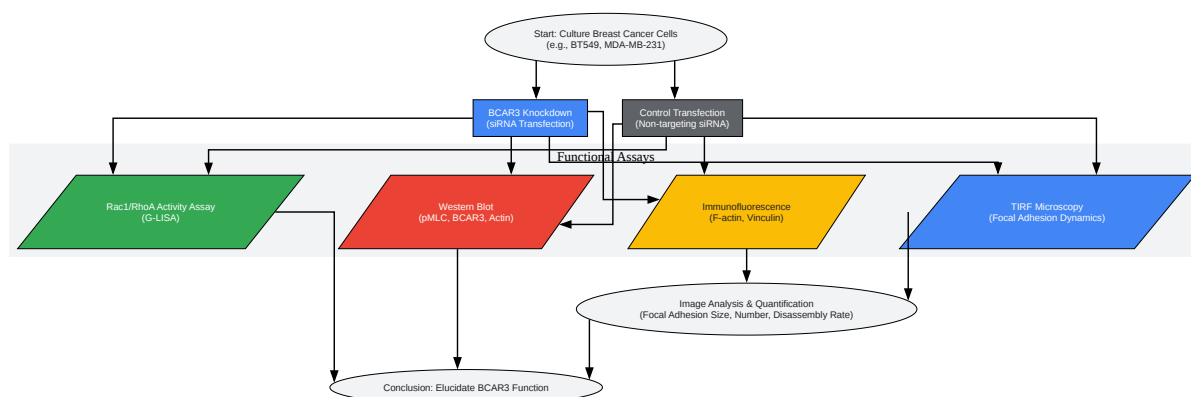 Start: Culture Breast Cancer Cells
(e.g., BT549, MDA-MB-231)
BCAR3 Knockdown
(siRNA Transfection)
Control Transfection
(Non-targeting siRNA)
Functional Assays
Rac1/RhoA Activity Assay
(G-LISA)
Western Blot
(pMLC, BCAR3, Actin)
Immunofluorescence
(F-actin, Vinculin)
TIRF Microscopy
(Focal Adhesion Dynamics)
Image Analysis & Quantification
(Focal Adhesion Size, Number, Disassembly Rate)
Conclusion: Elucidate BCAR3 Function